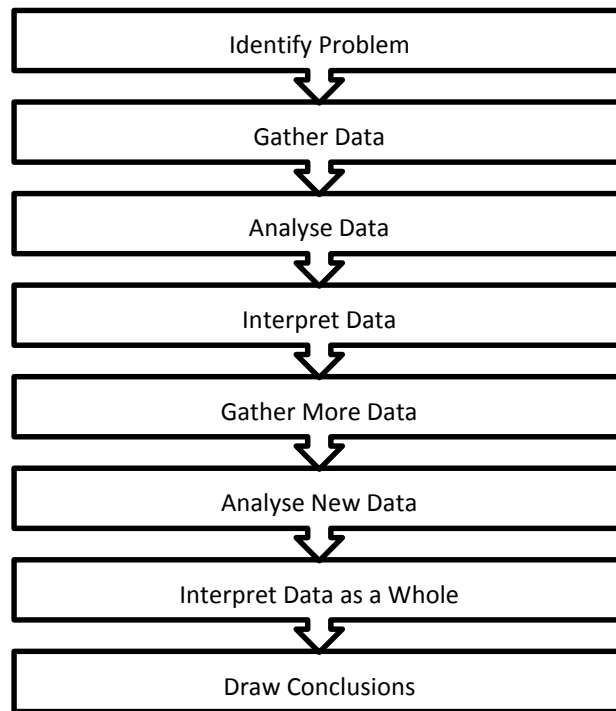 Identify Problem
Gather Data
Analyse Data
Interpret Data
Gather More Data
Analyse New Data
Interpret Data as a Whole
Draw Conclusions